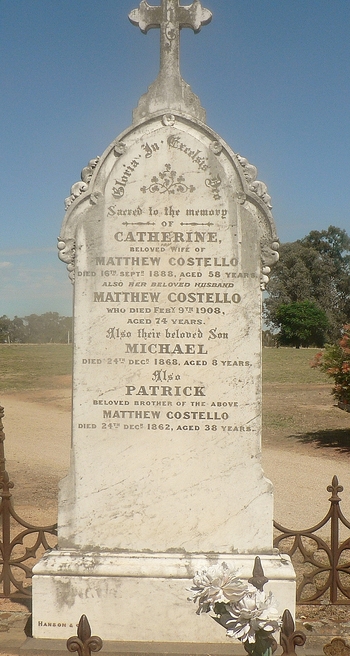 Gloria In Excelsis Deo
Sacred to the memory
OF
CATHERINE,
BELOVED WIFE OF
MATTHEW COSTELLO
DIED 16TH SEPT. 1888, AGED 58 YEARS.
ALSO HER BELOVED HUSBAND
MATTHEW COSTELLO
WHO DIED FEBY 9TH 1908,
AGED 74 YEARS.
Also their beloved Son
MICHAEL
DIED 24TH DECR 1868, AGED 8 YEARS.
Also
PATRICK
BELOVED BROTHER OF THE ABOVE
MATTHEW COSTELLO
DIED 24TH DECR 1862, AGED 38 YEARS.
HANSON &